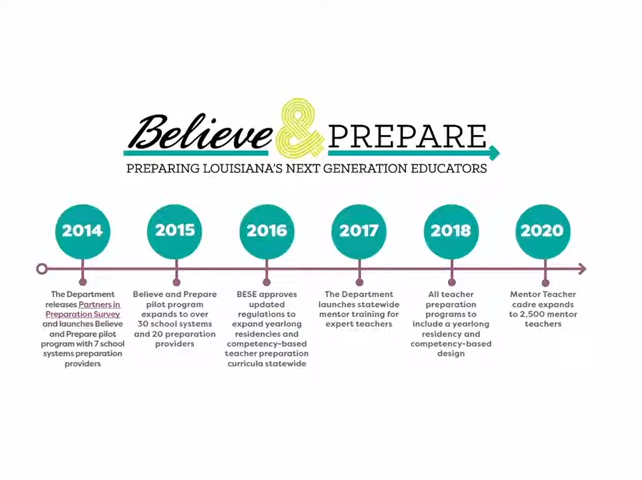 Believe & PREPARE
PREPARING LOUISIANA'S NEXT GENERATION EDUCATORS
2014
2015
2016
2017
2018
2020
The Department
releases Partners in
Preparation Survey
and launches Believe
and Prepare pilot
program with 7 school
systems preparation
providers
Believe and Prepare
pilot program
expands to over
30 school systems
and 20 preparation
providers
BESE approves
updated
regulations to
expand yearlong
residencies and
competency-based
teacher preparation
curricula statewide
The Department
launches statewide
mentor training for
expert teachers
All teacher
preparation
programs to
include a yearlong
residency and
competency-based
design
Mentor Teacher
cadre expands
to 2,500 mentor
teachers